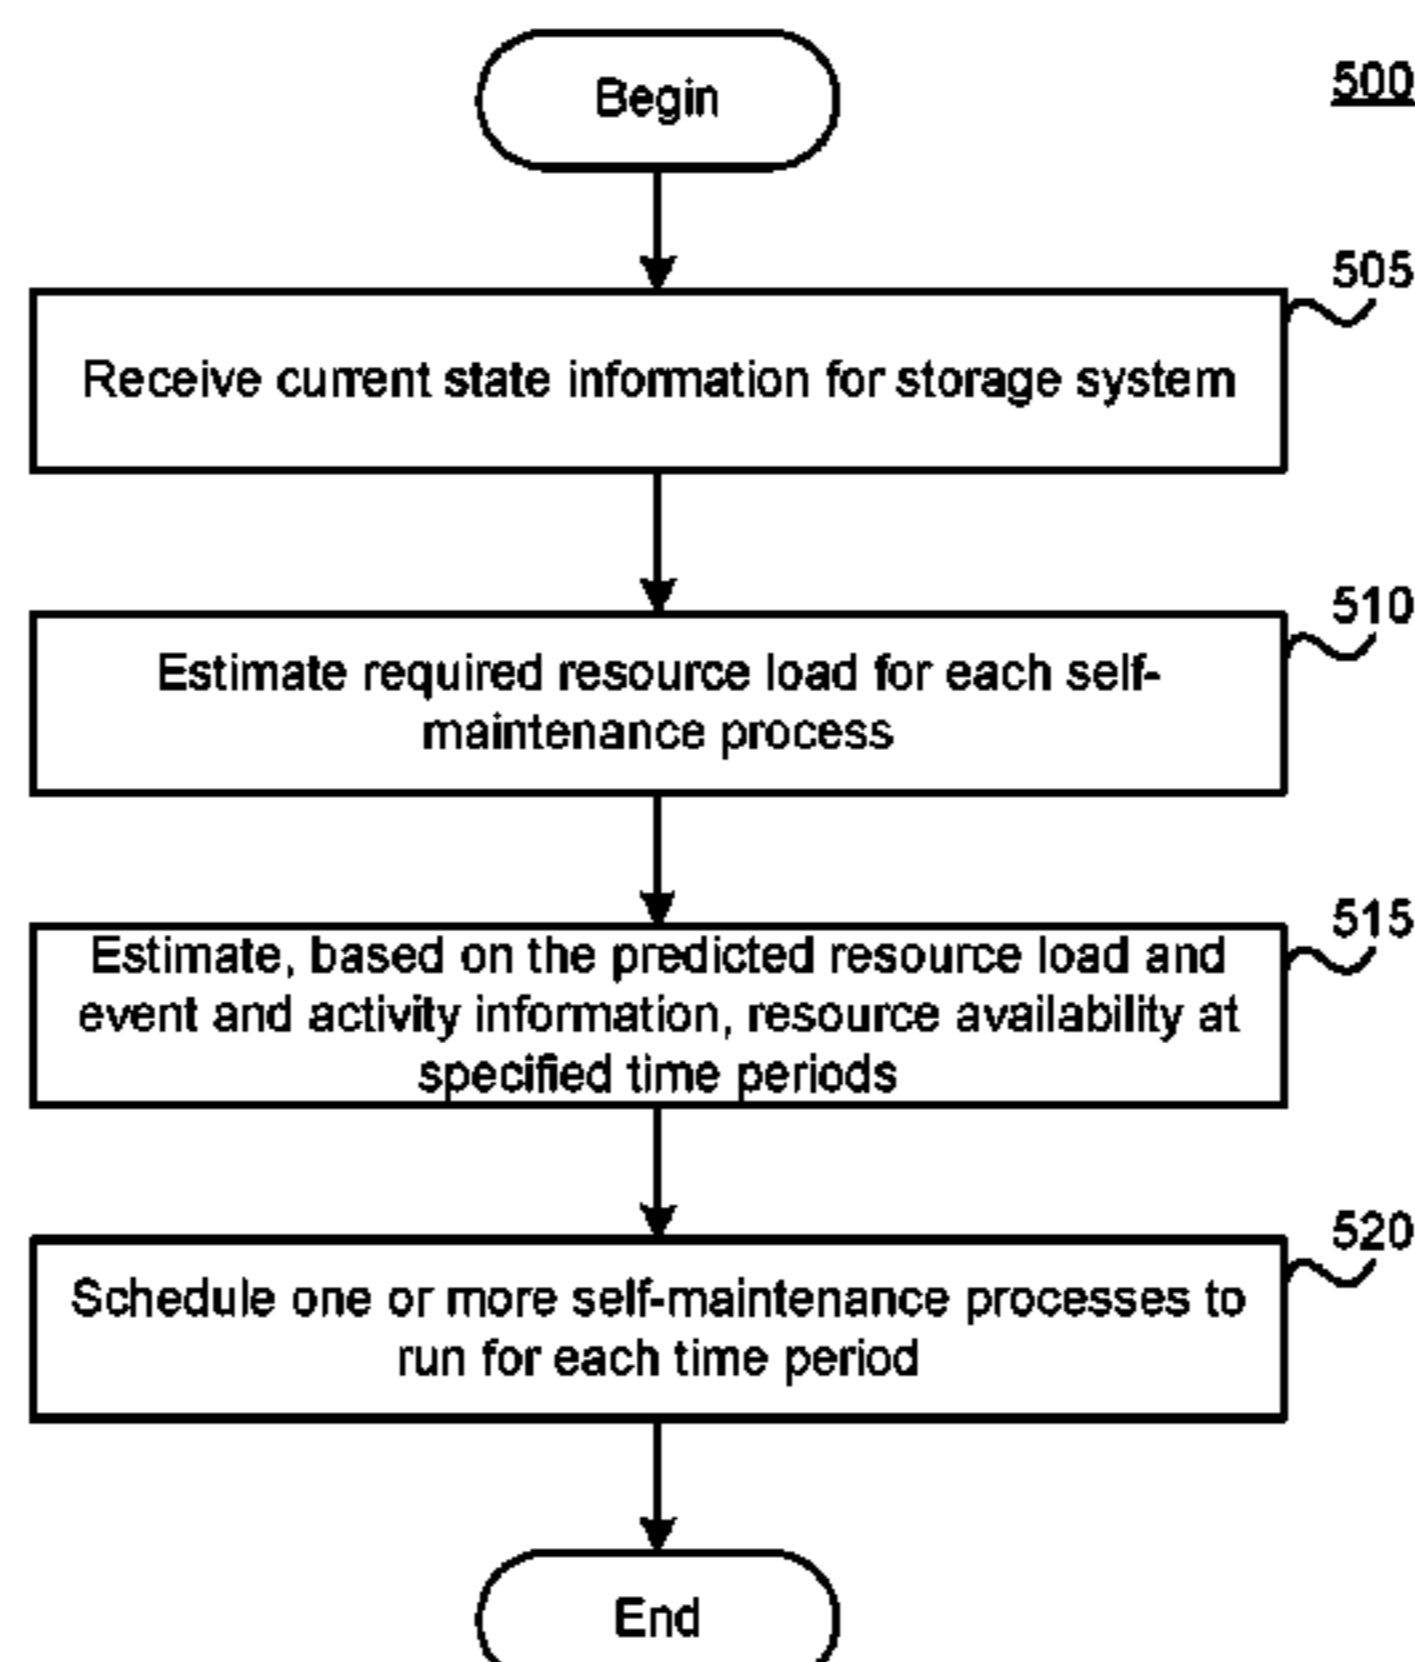 Begin
500
505
Receive current state information for storage system
510
Estimate required resource load for each self-
maintenance process
515
Estimate, based on the predicted resource load and
event and activity information, resource availability at
specified time periods
520
Schedule one or more self-maintenance processes to
run for each time period
End